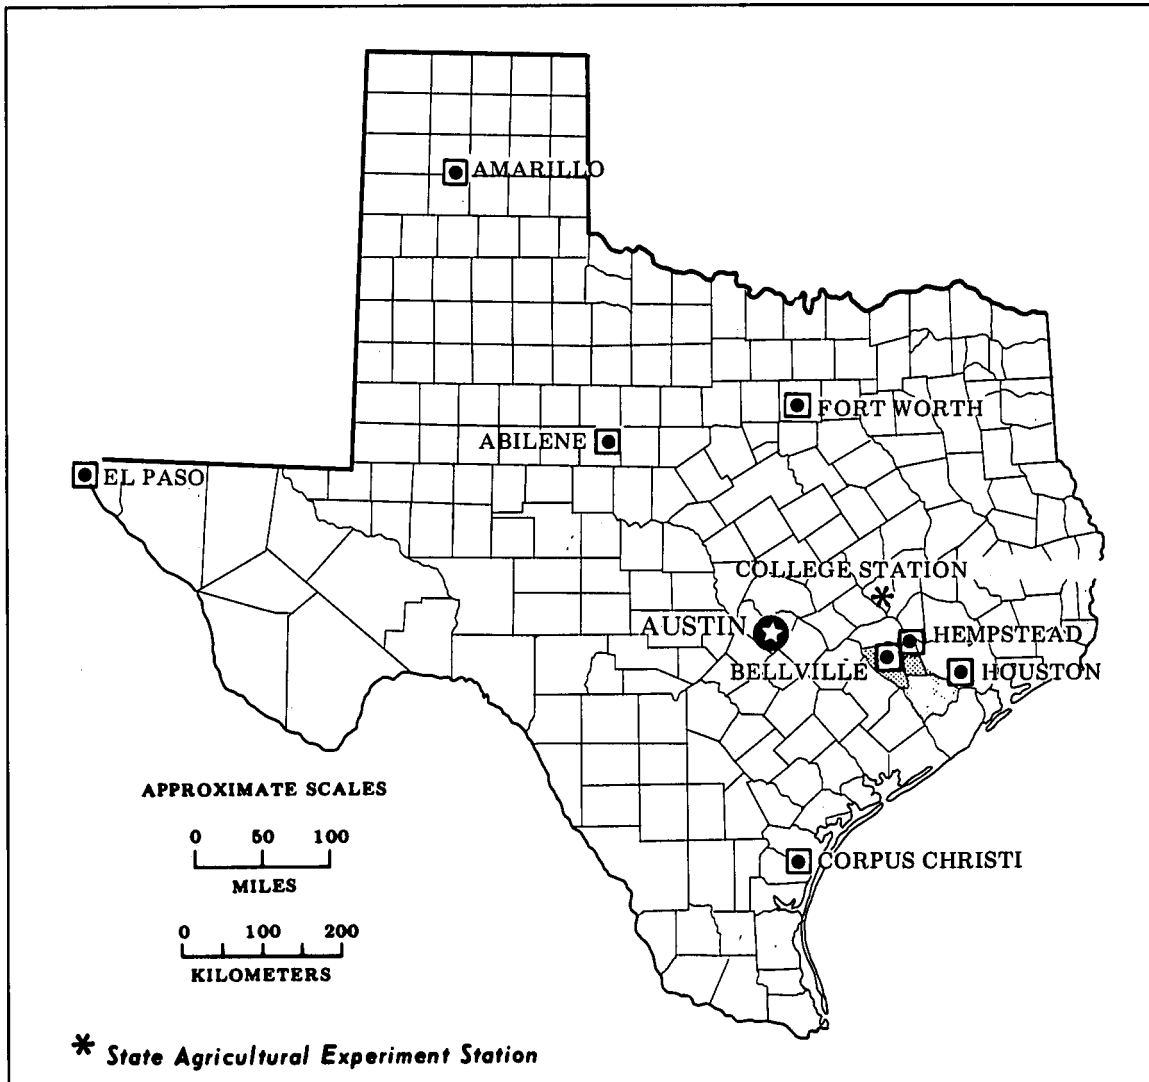 AMARILLO
FORT WORTH
ABILENE
EL PASO
COLLEGE STATION
*
AUSTIN
HEMPSTEAD
BELLVILLE
HOUSTON
APPROXIMATE SCALES
0 50 100
MILES
0 100 200
KILOMETERS
CORPUS CHRISTI
* State Agricultural Experiment Station